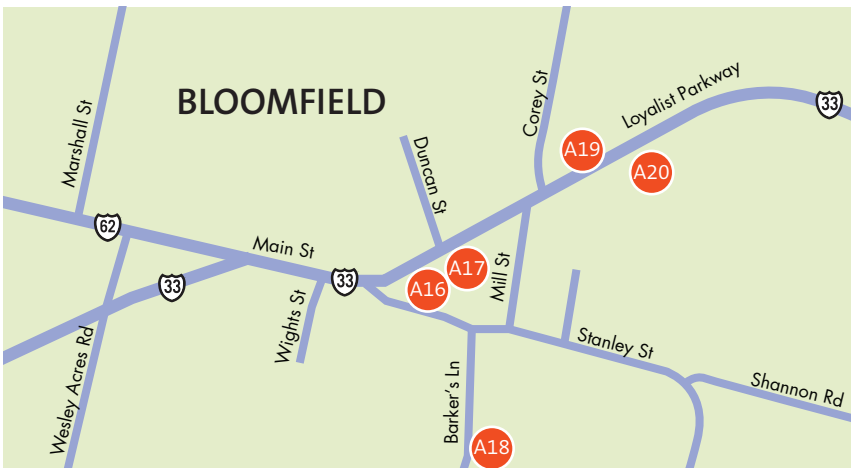 BLOOMFIELD
Marshall St
Corey St
Loyalist Parkway
33
A19
A20
Duncan St
62
Main St
33
33
A17
A16
Mill St
Wights St
Stanley St
Wesley Acres Rd
Barker's Ln
Shannon Rd
A18